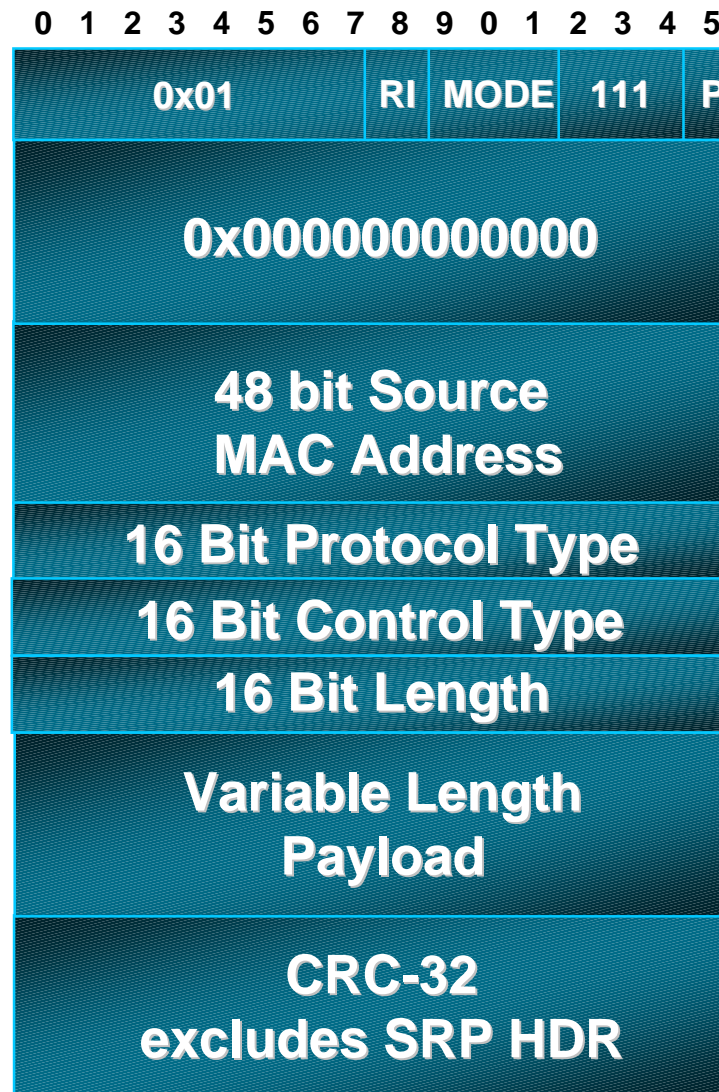 0 1 2 3 4 5 6 7 8 9 0 1 2 3 4 5
0x01 RI MODE 111 P
0x000000000000
48 bit Source
MAC Address
16 Bit Protocol Type
16 Bit Control Type
16 Bit Length
Variable Length
Payload
CRC-32
excludes SRP HDR